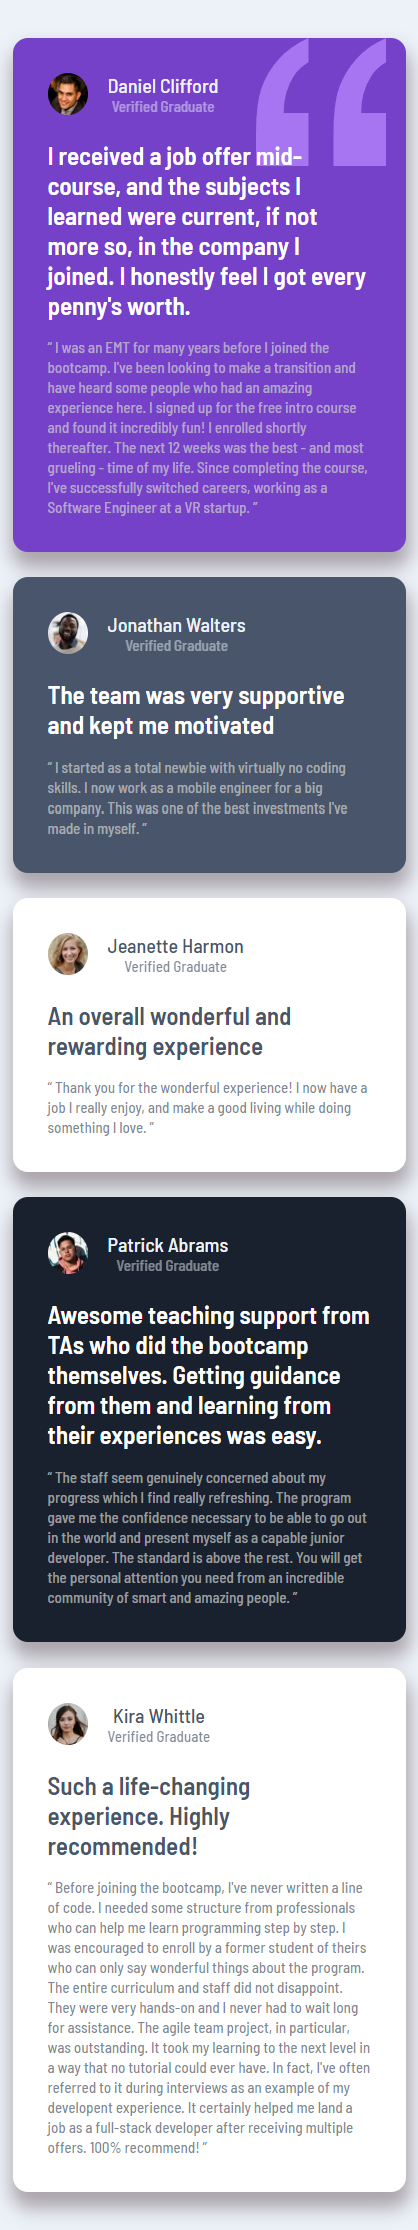 Daniel Clifford
Verified Graduate
I received a job offer mid-
course, and the subjects I
learned were current, if not
more so, in the company I
joined. I honestly feel I got every
penny's worth.
“ I was an EMT for many years before I joined the
bootcamp. I've been looking to make a transition and
have heard some people who had an amazing
experience here. I signed up for the free intro course
and found it incredibly fun! I enrolled shortly
thereafter. The next 12 weeks was the best - and most
grueling - time of my life. Since completing the course,
I've successfully switched careers, working as a
Software Engineer at a VR startup. ”
Jonathan Walters
Verified Graduate
The team was very supportive
and kept me motivated
“ I started as a total newbie with virtually no coding
skills. I now work as a mobile engineer for a big
company. This was one of the best investments I've
made in myself. ”
Jeanette Harmon
Verified Graduate
An overall wonderful and
rewarding experience
“ Thank you for the wonderful experience! I now have a
job I really enjoy, and make a good living while doing
something I love. ”
Patrick Abrams
Verified Graduate
Awesome teaching support from
TAs who did the bootcamp
themselves. Getting guidance
from them and learning from
their experiences was easy.
“ The staff seem genuinely concerned about my
progress which I find really refreshing. The program
gave me the confidence necessary to be able to go out
in the world and present myself as a capable junior
developer. The standard is above the rest. You will get
the personal attention you need from an incredible
community of smart and amazing people. ”
Kira Whittle
Verified Graduate
Such a life-changing
experience. Highly
recommended!
“ Before joining the bootcamp, I've never written a line
of code. I needed some structure from professionals
who can help me learn programming step by step. I
was encouraged to enroll by a former student of theirs
who can only say wonderful things about the program.
The entire curriculum and staff did not disappoint.
They were very hands-on and I never had to wait long
for assistance. The agile team project, in particular,
was outstanding. It took my learning to the next level in
a way that no tutorial could ever have. In fact, I've often
referred to it during interviews as an example of my
developent experience. It certainly helped me land a
job as a full-stack developer after receiving multiple
offers. 100% recommend! ”